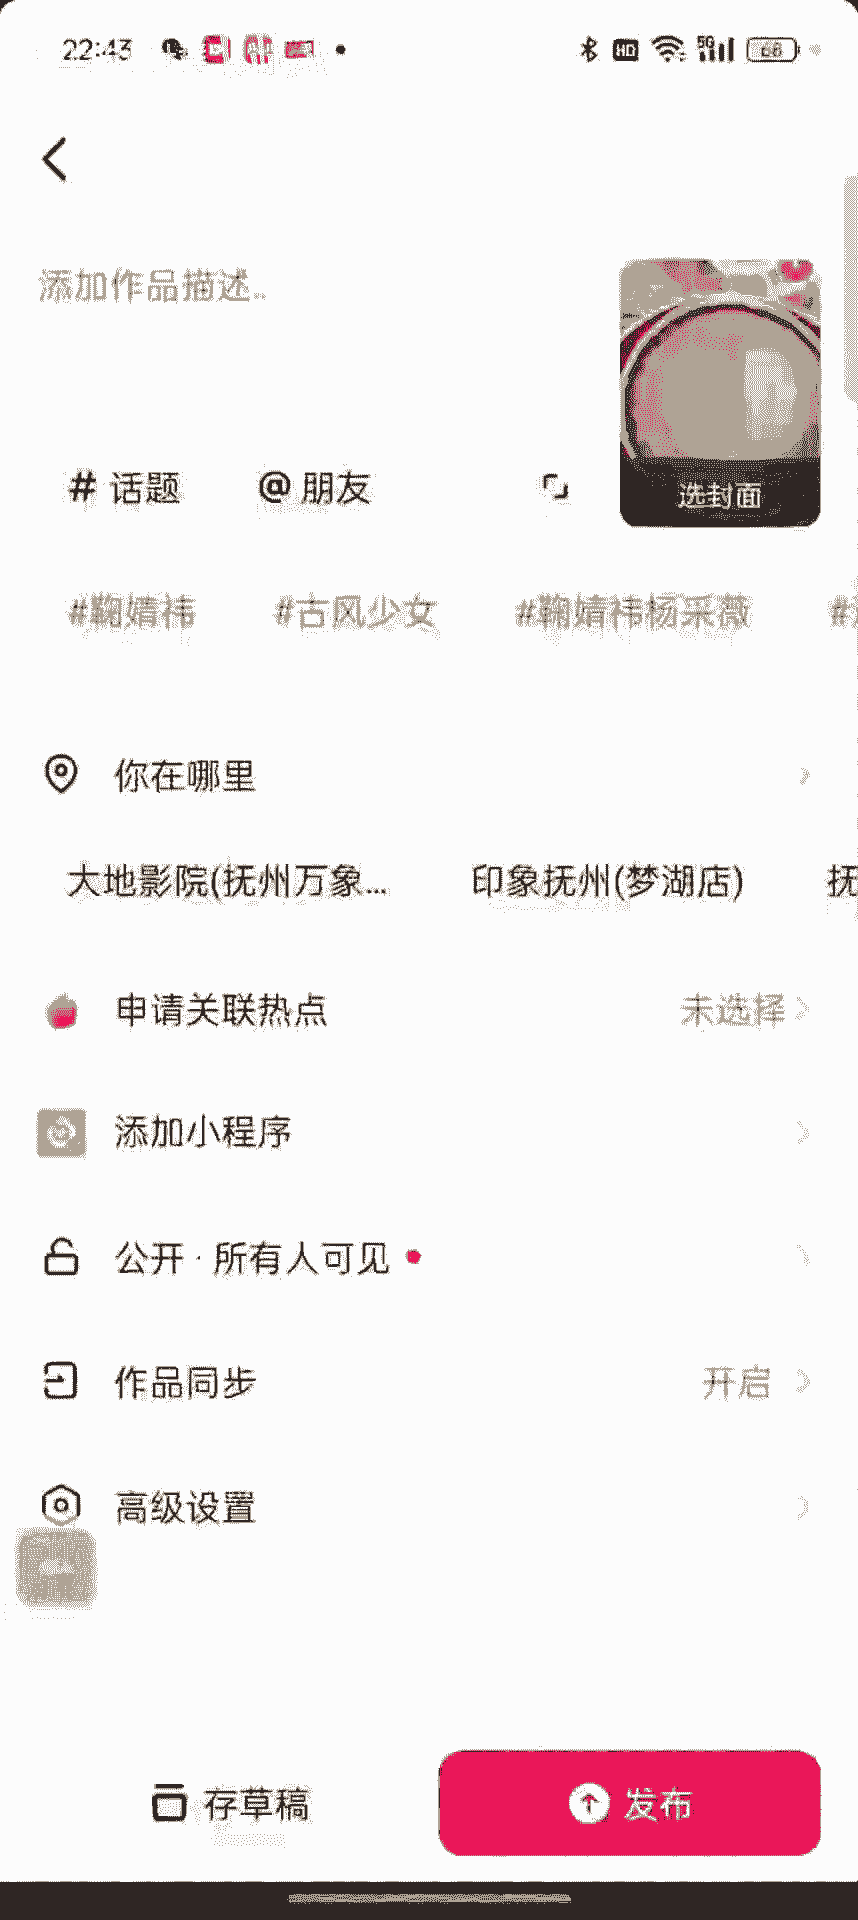 22:43
HD 5G 68
添加作品描述..
选封面
# 话题 @ 朋友
#鞠婧祎 #古风少女 #鞠婧祎杨采薇
你在哪里
大地影院(抚州万象... 印象抚州(梦湖店) 抚
申请关联热点 未选择
添加小程序
公开 · 所有人可见
作品同步 开启
高级设置
存草稿 发布